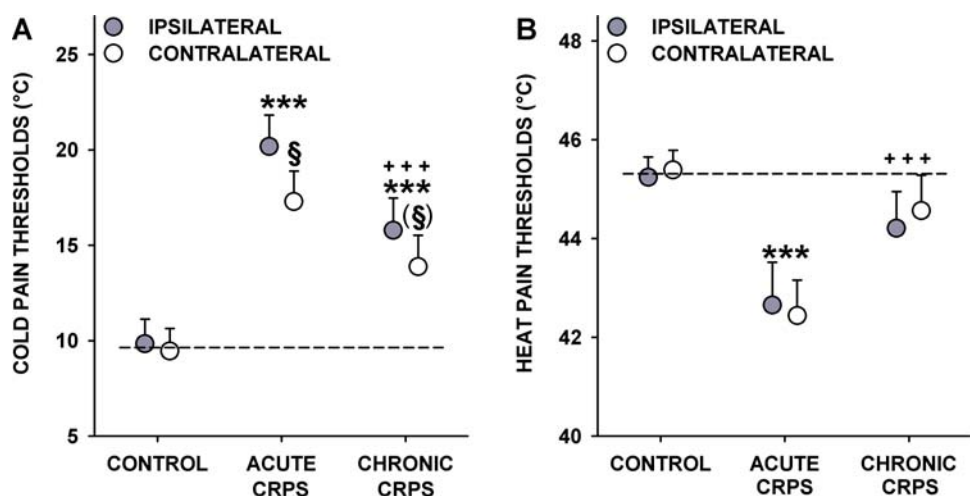 A
IPSILATERAL
CONTRALATERAL
COLD PAIN THRESHOLDS (°C)
25
20
15
10
5
***
§
+++
***
(§)
CONTROL
ACUTE
CRPS
CHRONIC
CRPS
B
IPSILATERAL
CONTRALATERAL
HEAT PAIN THRESHOLDS (°C)
48
46
44
42
40
***
+++
CONTROL
ACUTE
CRPS
CHRONIC
CRPS